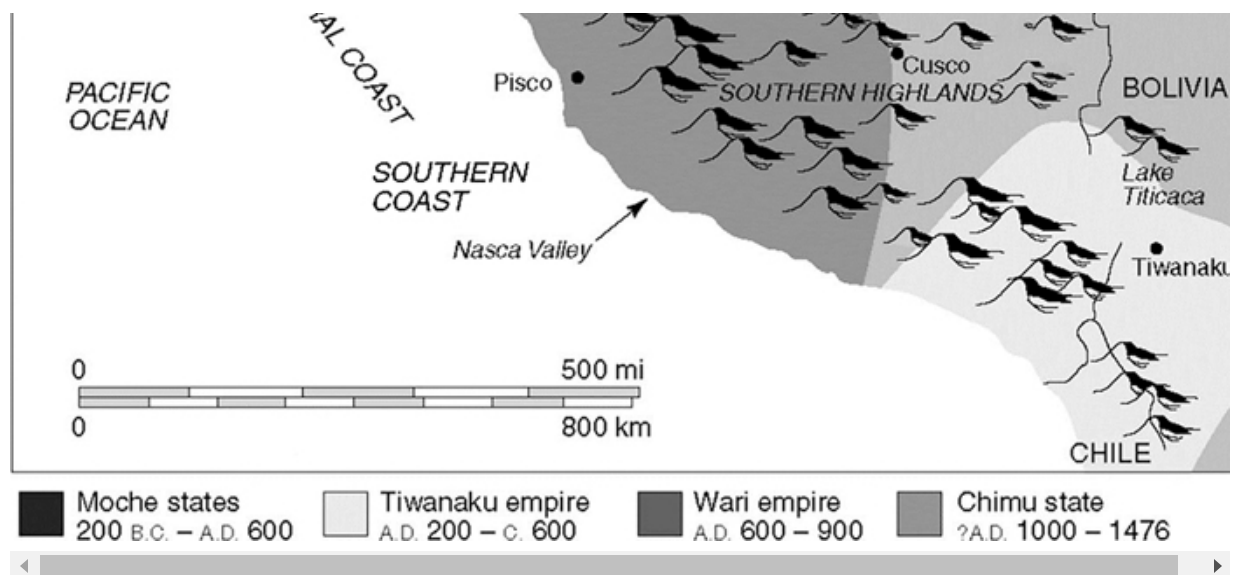 AL COAST
PACIFIC
OCEAN
Pisco
Cusco
SOUTHERN HIGHLANDS
BOLIVIA
SOUTHERN
COAST
Lake
Titicaca
Nasca Valley
Tiwanaku
0 500 mi
0 800 km
CHILE
Moche states
200 B.C. – A.D. 600
Tiwanaku empire
A.D. 200 – C. 600
Wari empire
A.D. 600 – 900
Chimu state
?A.D. 1000 – 1476